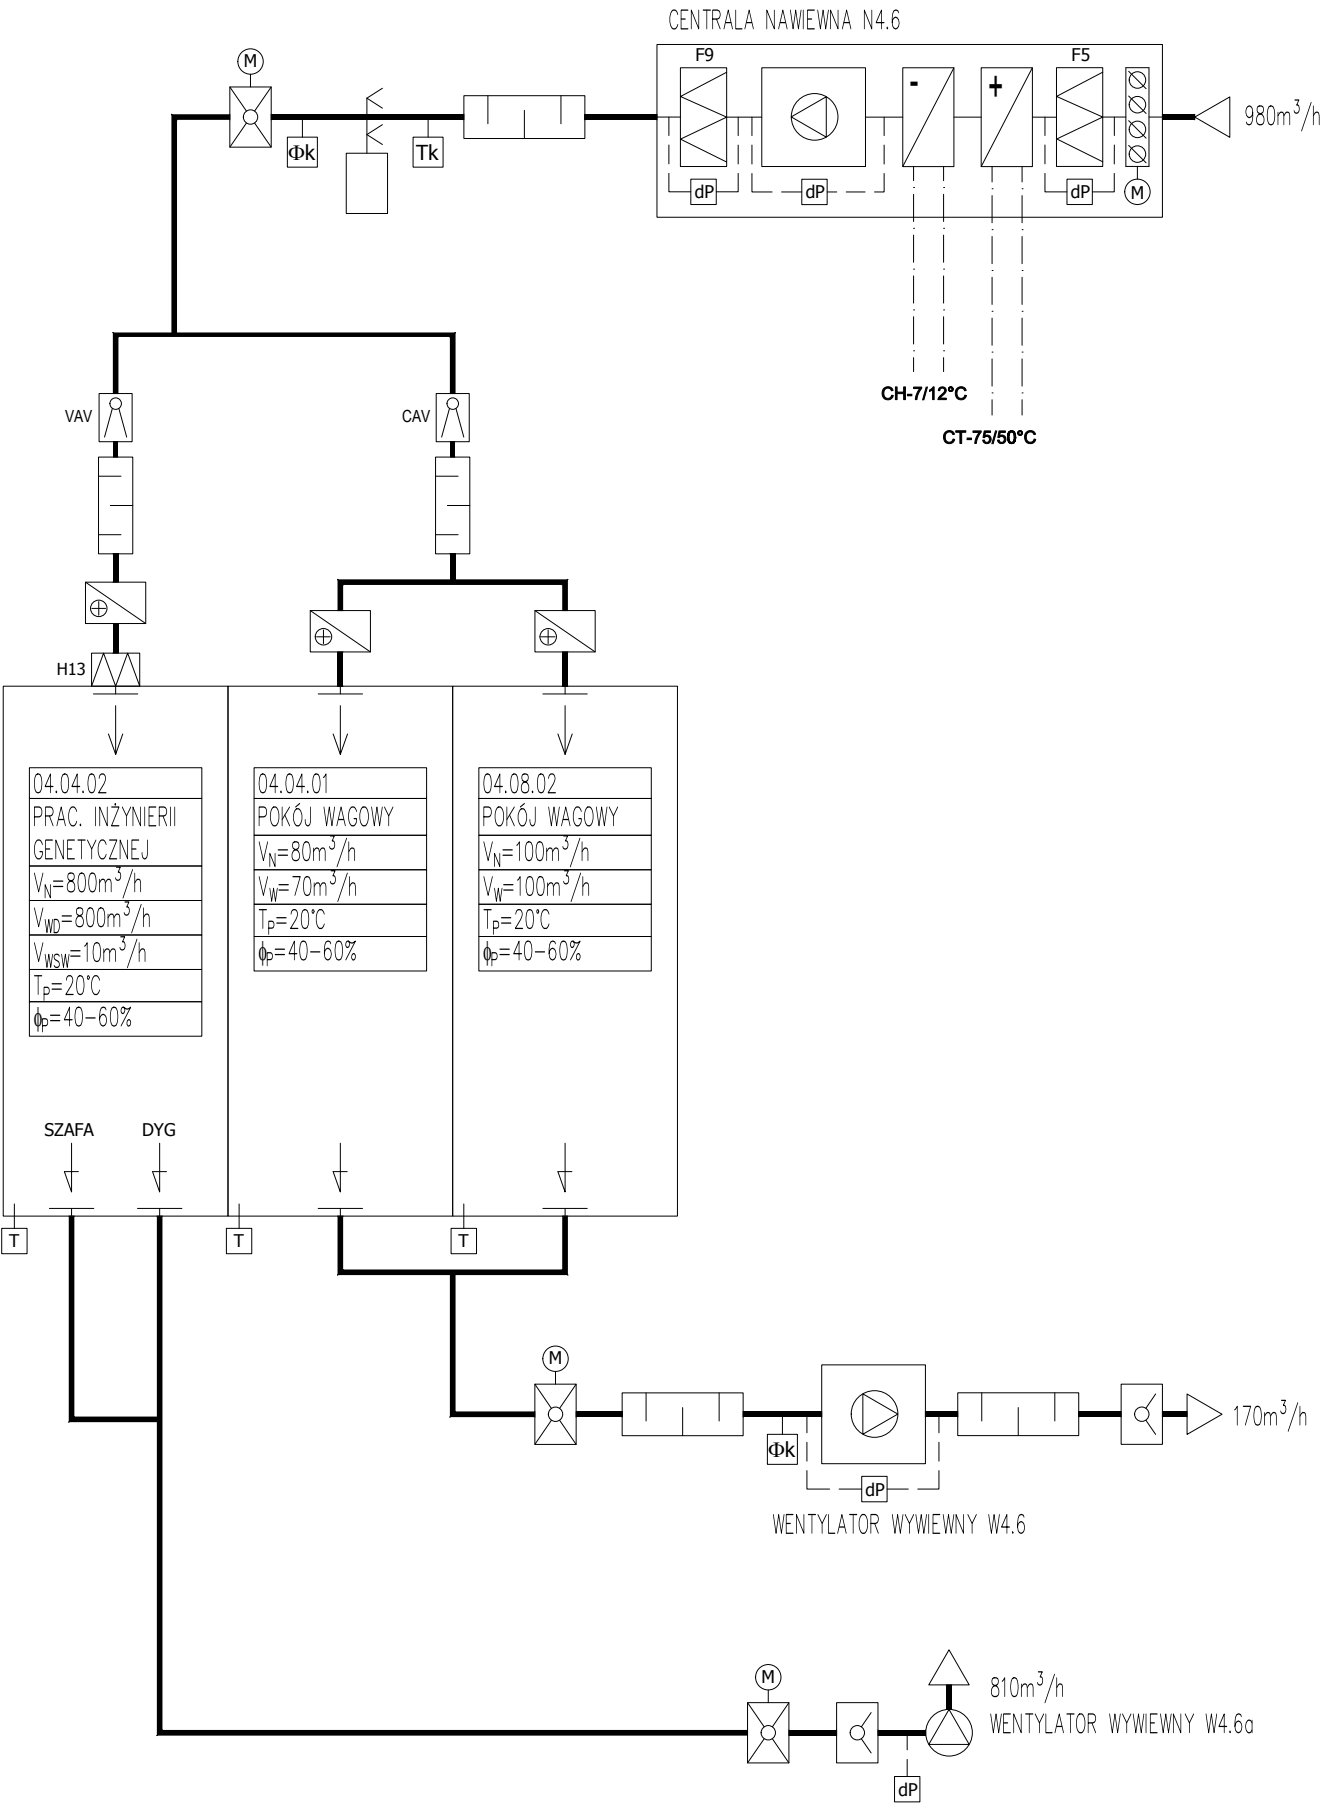 CENTRALA NAWIEWNA N4.6
F9
F5
M
980m³/h
Φk
Tk
-
+
dP
dP
dP
M
CH-7/12°C
CT-75/50°C
VAV
CAV
H13
04.04.02
PRAC. INŻYNIERII
GENETYCZNEJ
V_N=800m³/h
V_WD=800m³/h
V_WSW=10m³/h
T_P=20°C
ϕ_P=40-60%
04.04.01
POKÓJ WAGOWY
V_N=80m³/h
V_W=70m³/h
T_P=20°C
ϕ_P=40-60%
04.08.02
POKÓJ WAGOWY
V_N=100m³/h
V_W=100m³/h
T_P=20°C
ϕ_P=40-60%
SZAFA
DYG
T
T
T
M
170m³/h
Φk
dP
WENTYLATOR WYWIEWNY W4.6
M
810m³/h
WENTYLATOR WYWIEWNY W4.6a
dP